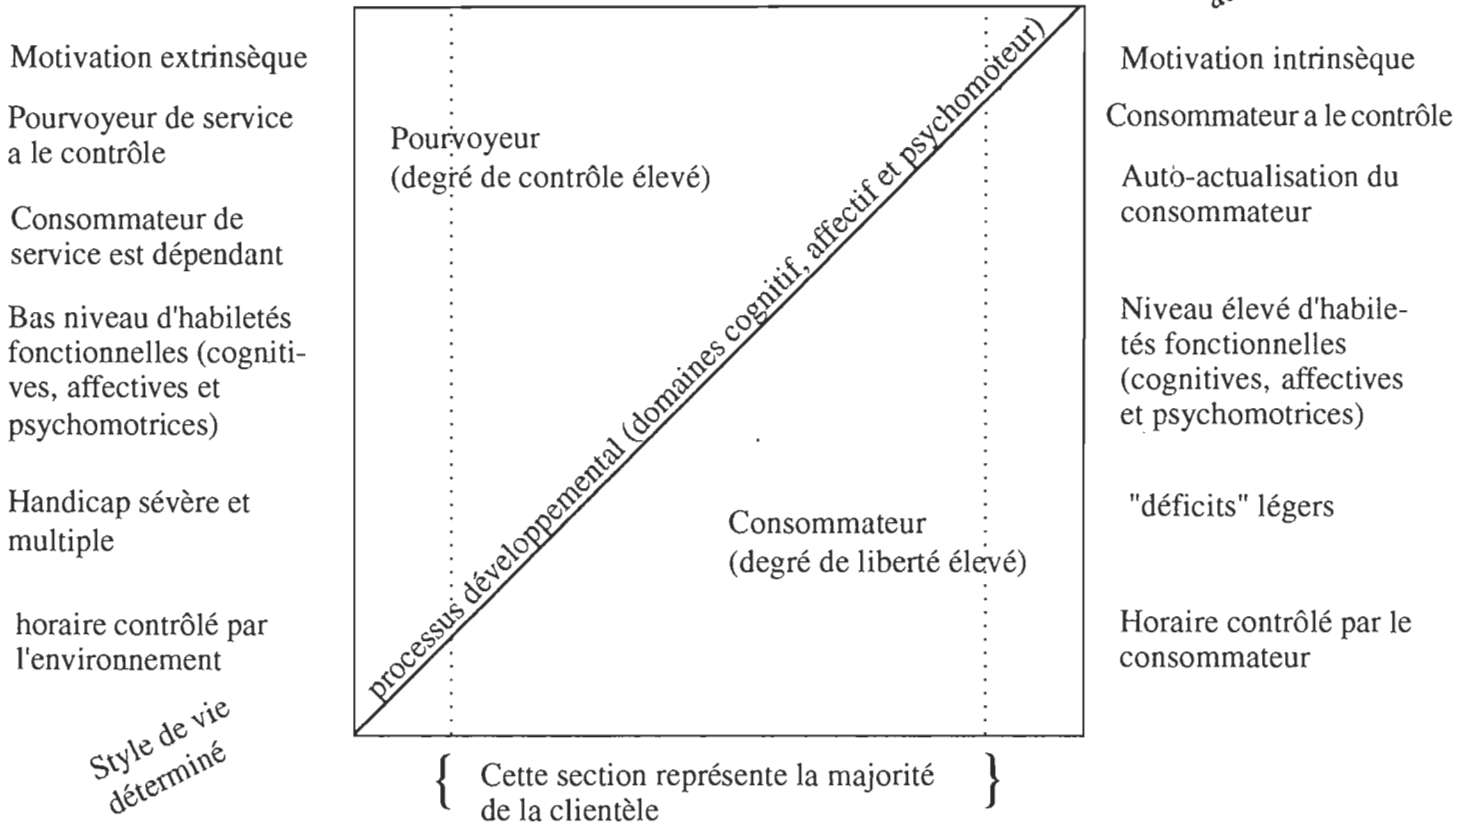 Motivation extrinsèque
Pourvoyeur de service
a le contrôle
Consommateur de
service est dépendant
Bas niveau d'habiletés
fonctionnelles (cogniti-
ves, affectives et
psychomotrices)
Handicap sévère et
multiple
horaire contrôlé par
l'environnement
Style de vie
déterminé
Pourvoyeur
(degré de contrôle élevé)
processus développemental (domaines cognitif, affectif et psychomoteur)
Consommateur
(degré de liberté élevé)
{ Cette section représente la majorité }
de la clientèle
Motivation intrinsèque
Consommateur a le contrôle
Auto-actualisation du
consommateur
Niveau élevé d'habile-
tés fonctionnelles
(cognitives, affectives
et psychomotrices)
"déficits" légers
Horaire contrôlé par le
consommateur